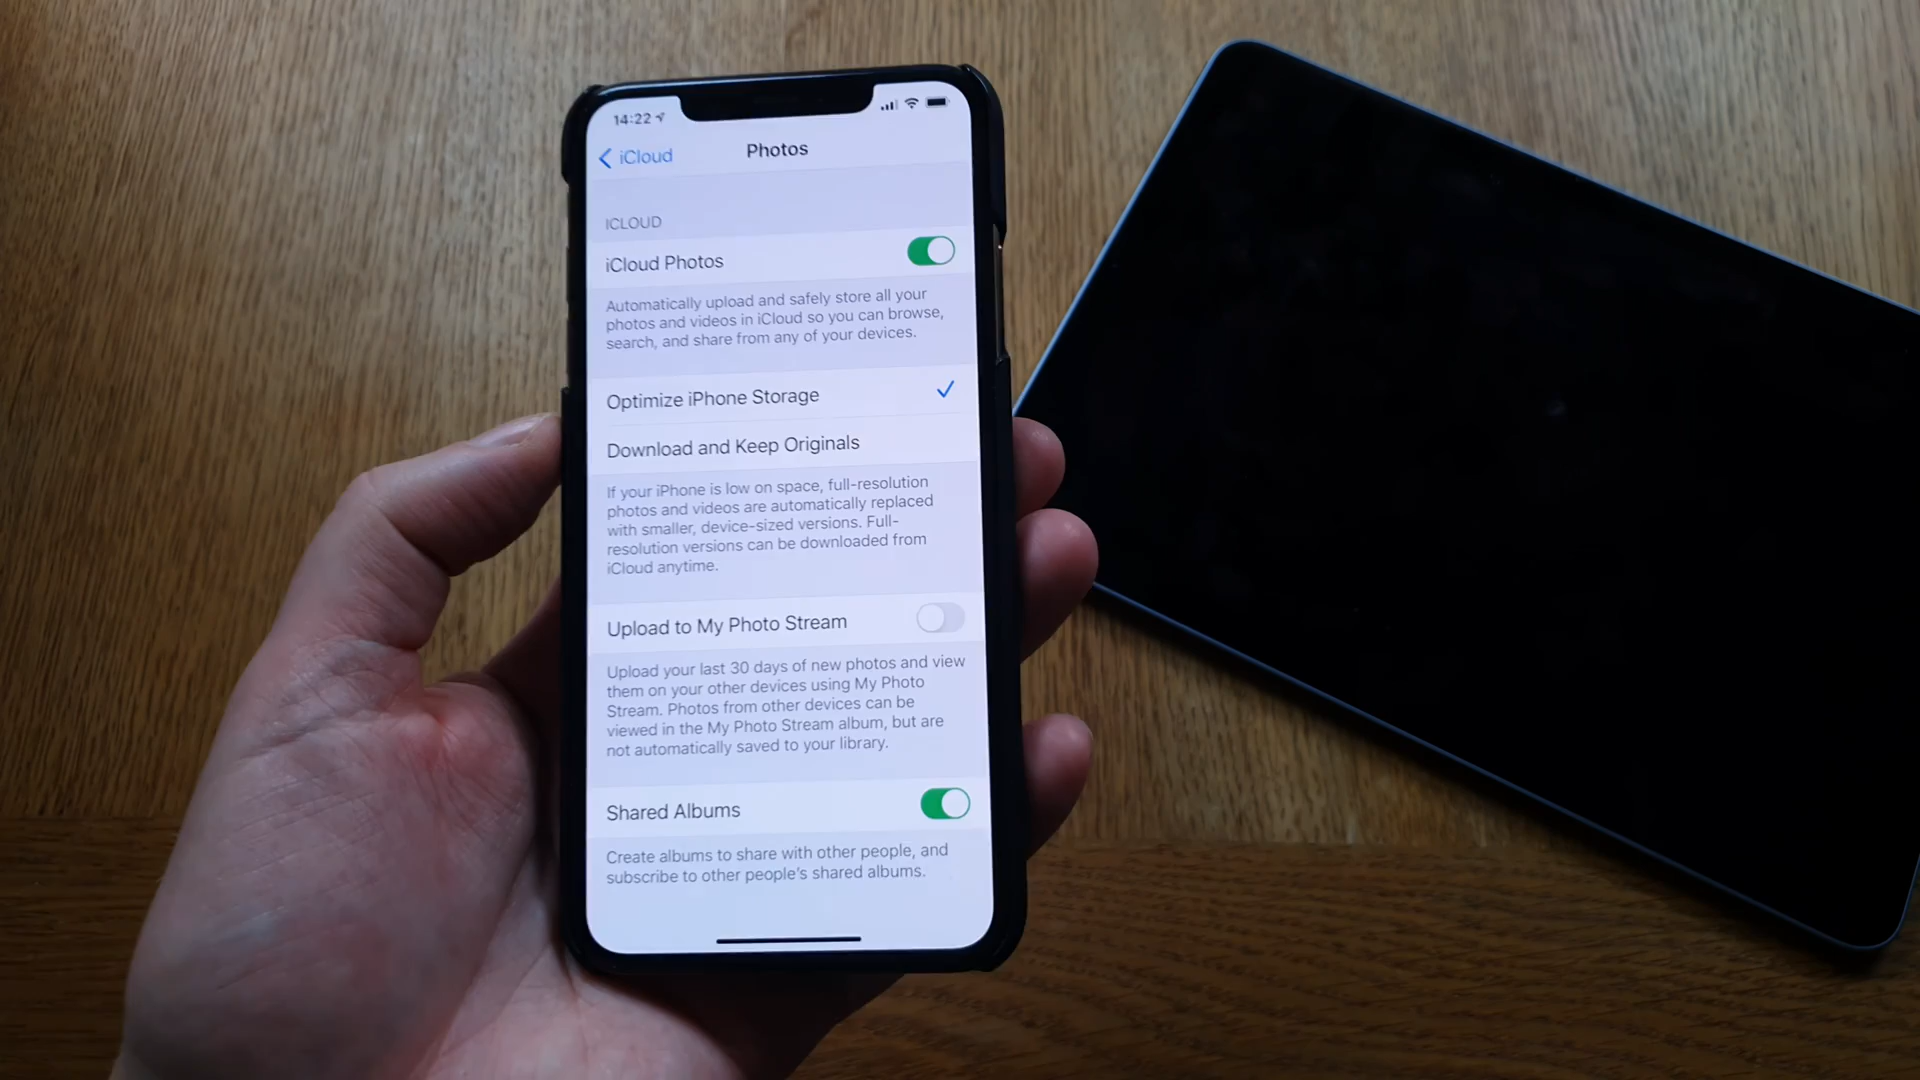 14:22
iCloud
Photos
ICLOUD
iCloud Photos
Automatically upload and safely store all your
photos and videos in iCloud so you can browse,
search, and share from any of your devices.
Optimize iPhone Storage
Download and Keep Originals
If your iPhone is low on space, full-resolution
photos and videos are automatically replaced
with smaller, device-sized versions. Full-
resolution versions can be downloaded from
iCloud anytime.
Upload to My Photo Stream
Upload your last 30 days of new photos and view
them on your other devices using My Photo
Stream. Photos from other devices can be
viewed in the My Photo Stream album, but are
not automatically saved to your library.
Shared Albums
Create albums to share with other people, and
subscribe to other people's shared albums.